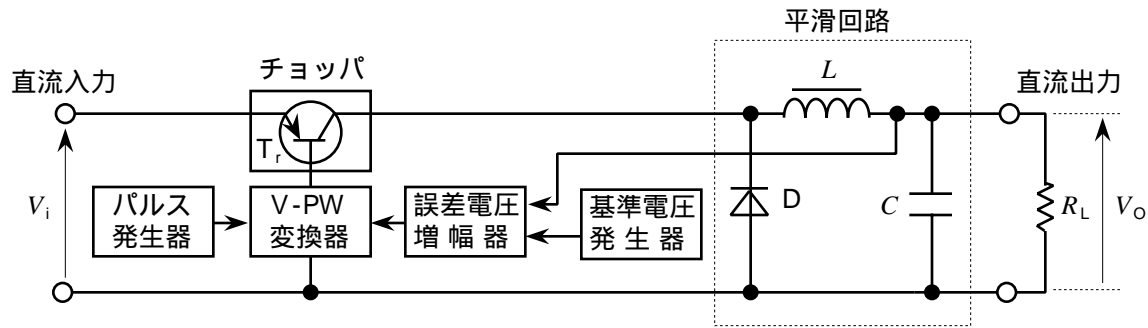 平滑回路
直流入力
チョッパ
L
直流出力
Tr
Vi
パルス
発生器
V-PW
変換器
誤差電圧
増幅器
基準電圧
発生器
D
C
RL
VO